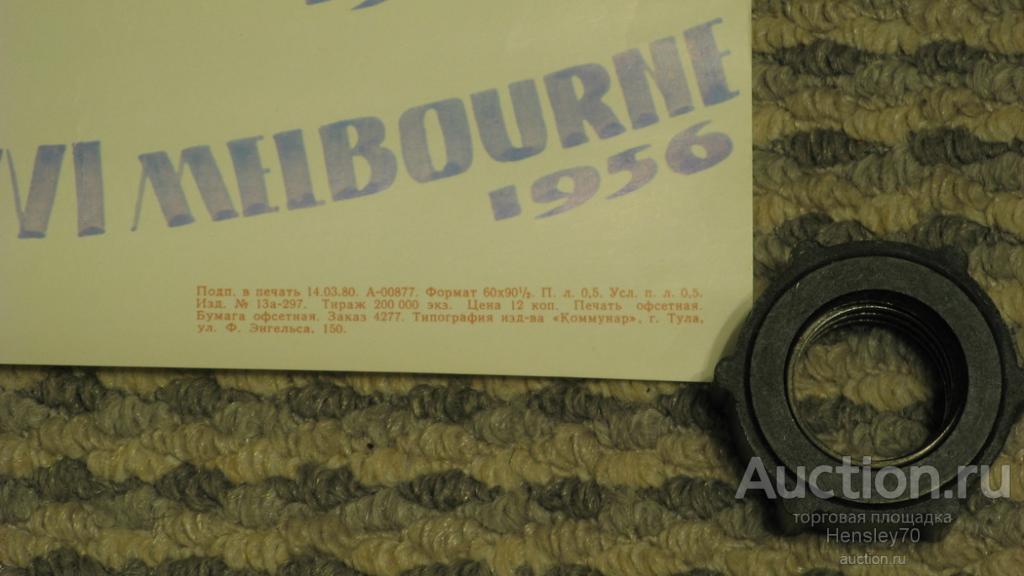 VI MELBOURNE
1956
Подп. в печать 14.03.80. А-00877. Формат 60х90½. П. л. 0,5. Усл. п. л. 0,5.
Изд. № 13а-297. Тираж 200 000 экз. Цена 12 коп. Печать офсетная.
Бумага офсетная. Заказ 4277. Типография изд-ва «Коммунар», г. Тула,
ул. Ф. Энгельса, 150.
Auction.ru
торговая площадка
Hensley70
auction.ru